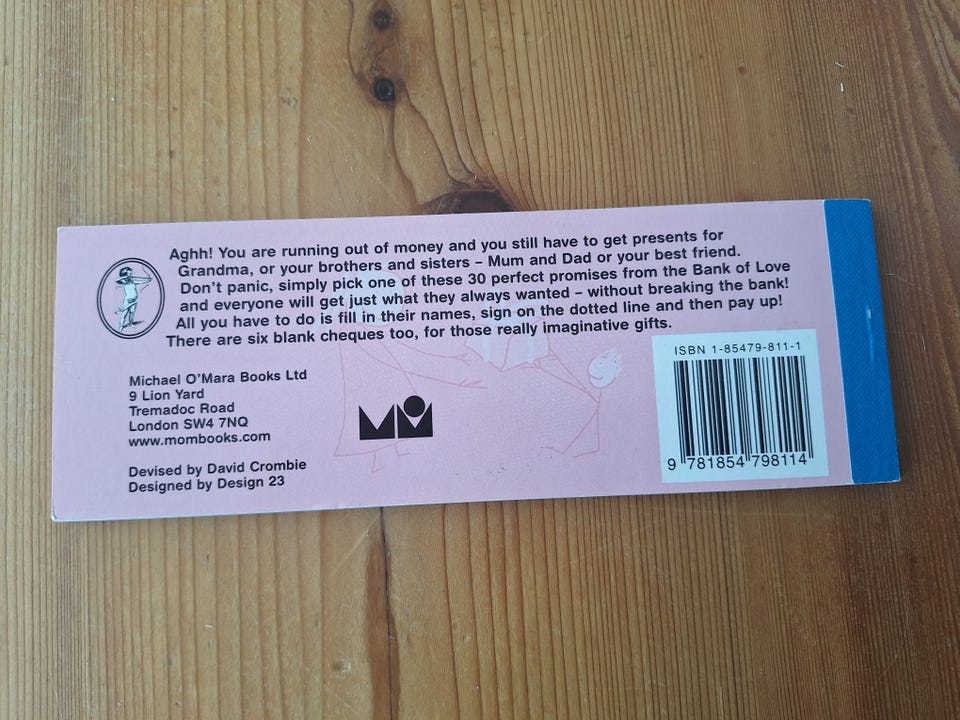 Aghh! You are running out of money and you still have to get presents for
Grandma, or your brothers and sisters – Mum and Dad or your best friend.
Don't panic, simply pick one of these 30 perfect promises from the Bank of Love
and everyone will get just what they always wanted – without breaking the bank!
All you have to do is fill in their names, sign on the dotted line and then pay up!
There are six blank cheques too, for those really imaginative gifts.
Michael O'Mara Books Ltd
9 Lion Yard
Tremadoc Road
London SW4 7NQ
www.mombooks.com
Devised by David Crombie
Designed by Design 23
MOM
ISBN 1-85479-811-1
9 781854 798114